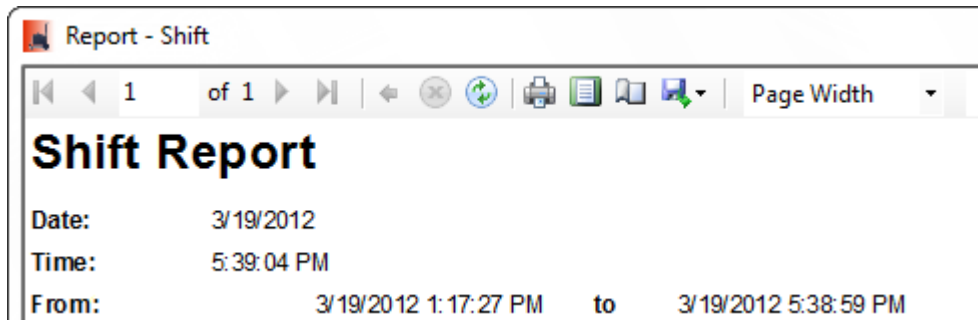 Report - Shift
1 of 1 Page Width
Shift Report
Date: 3/19/2012
Time: 5:39:04 PM
From: 3/19/2012 1:17:27 PM to 3/19/2012 5:38:59 PM